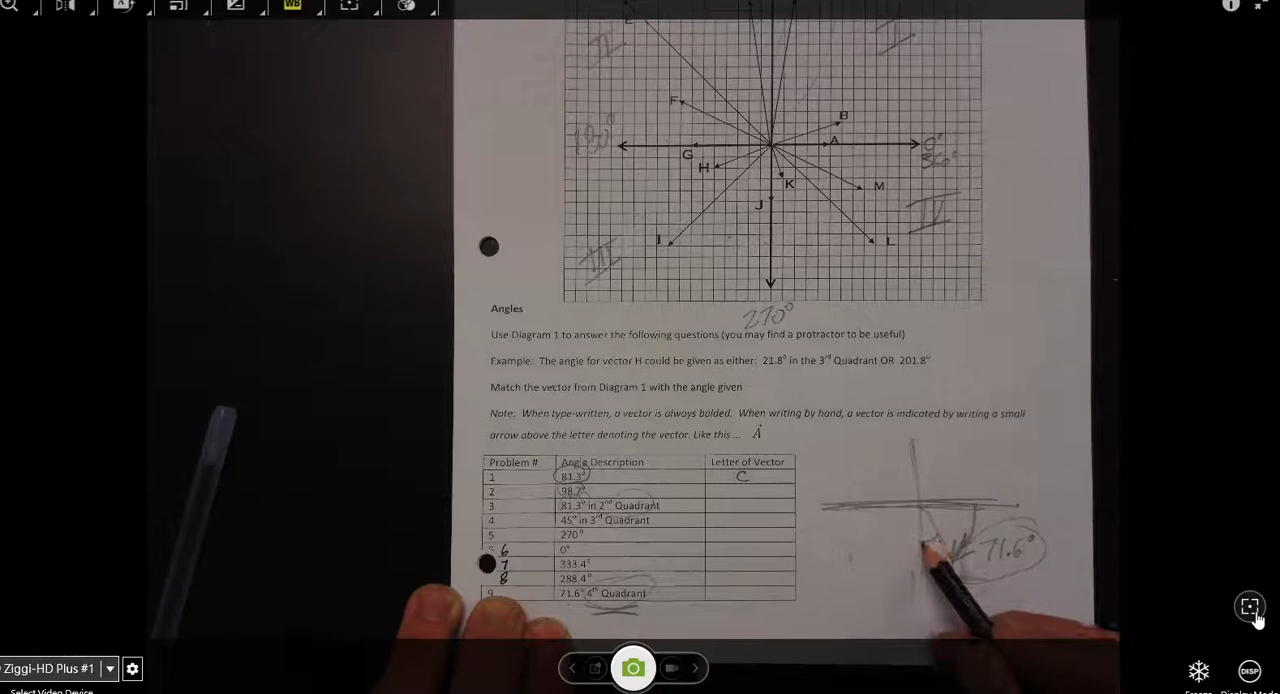 WB
E
II
I
F
B
180°
A
0°
360°
G
H
K
M
J
IV
I
L
III
270°
Angles
Use Diagram 1 to answer the following questions (you may find a protractor to be useful)
Example: The angle for vector H could be given as either: 21.8° in the 3rd Quadrant OR 201.8°
Match the vector from Diagram 1 with the angle given
Note: When type-written, a vector is always bolded. When writing by hand, a vector is indicated by writing a small
arrow above the letter denoting the vector. Like this ... A
Problem # Angle Description Letter of Vector
1 81.3° C
2 98.7°
3 81.3° in 2nd Quadrant
4 45° in 3rd Quadrant
5 270°
6 0°
7 333.4°
8 288.4°
9 71.6° 4th Quadrant
71.6°
Ziggi-HD Plus #1
Select Video Device
DISP